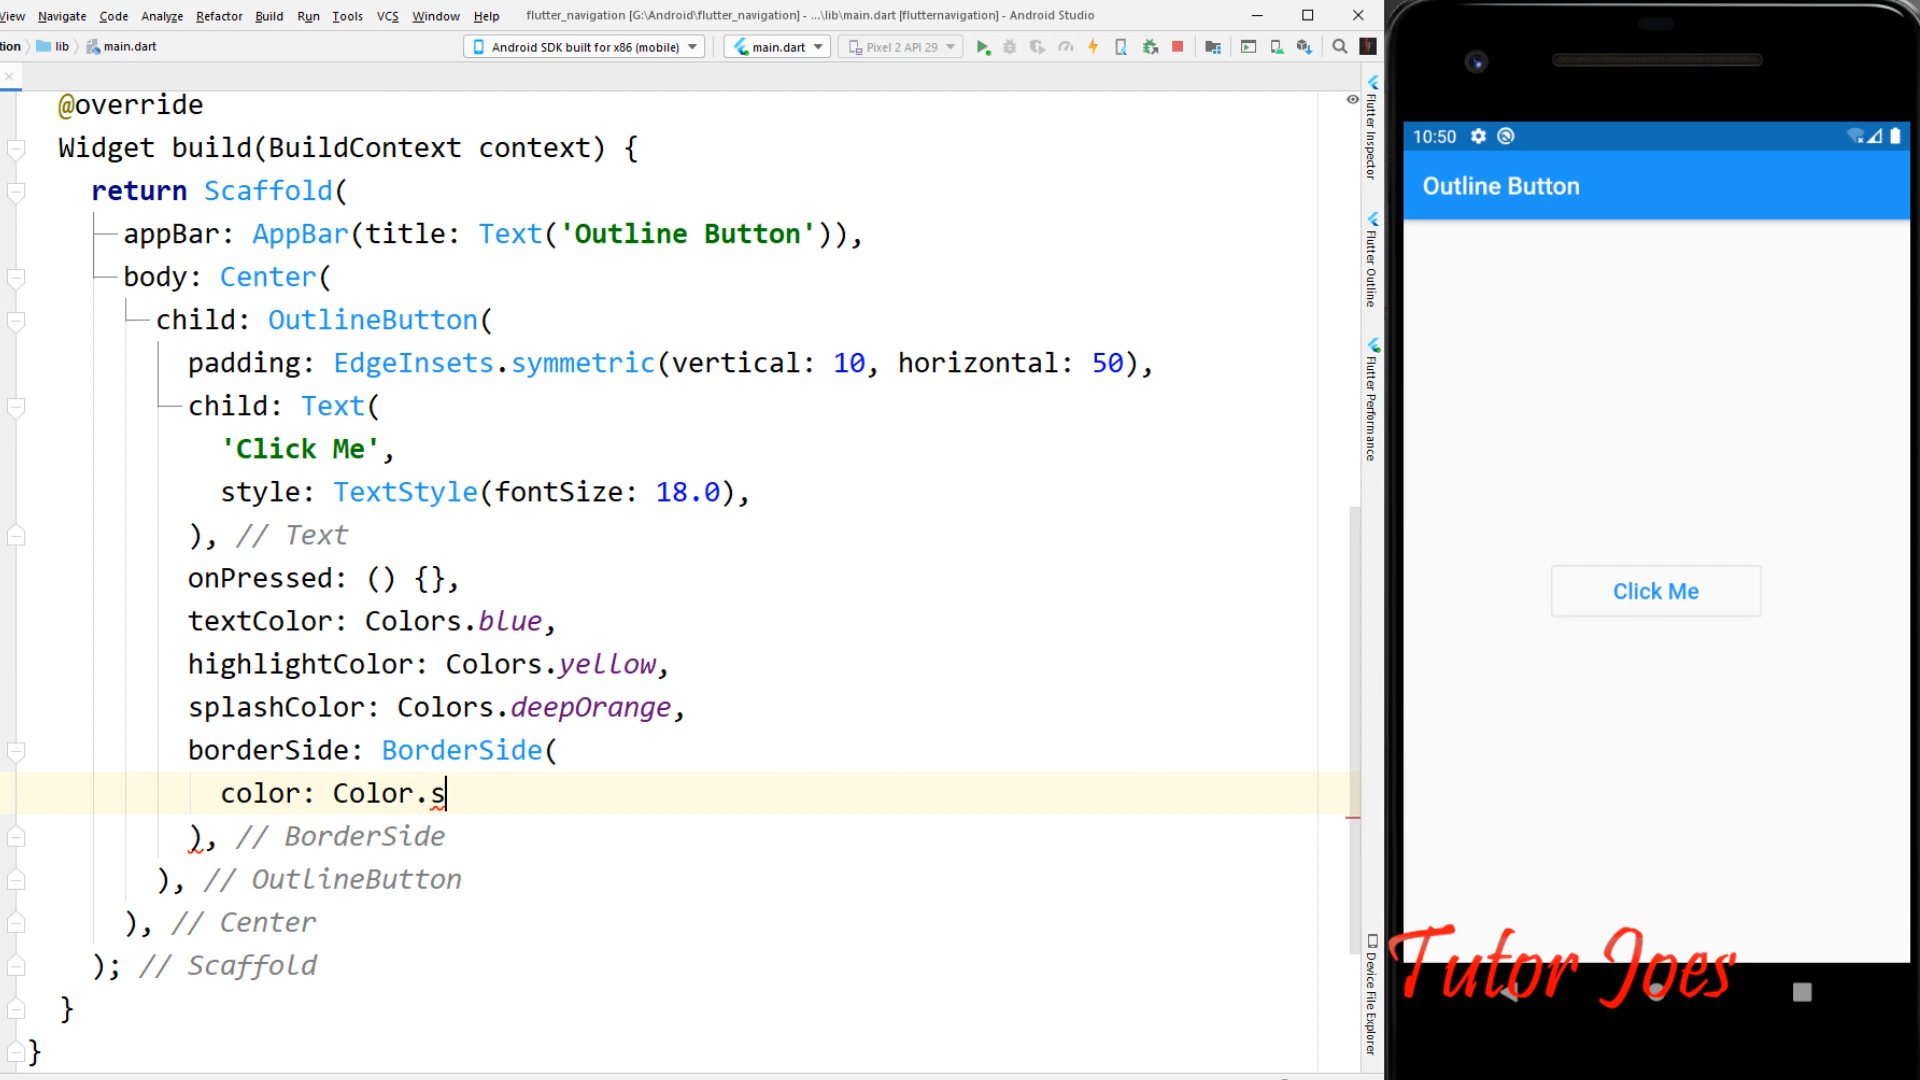 View Navigate Code Analyze Refactor Build Run Tools VCS Window Help flutter_navigation [G:\Android\flutter_navigation] - ...\lib\main.dart [flutternavigation] - Android Studio
tion lib main.dart Android SDK built for x86 (mobile) main.dart Pixel 2 API 29
@override
Widget build(BuildContext context) {
return Scaffold(
appBar: AppBar(title: Text('Outline Button')),
body: Center(
child: OutlineButton(
padding: EdgeInsets.symmetric(vertical: 10, horizontal: 50),
child: Text(
'Click Me',
style: TextStyle(fontSize: 18.0),
), // Text
onPressed: () {},
textColor: Colors.blue,
highlightColor: Colors.yellow,
splashColor: Colors.deepOrange,
borderSide: BorderSide(
color: Color.s
), // BorderSide
), // OutlineButton
), // Center
); // Scaffold
}
}
Flutter Inspector
Flutter Outline
Flutter Performance
Device File Explorer
10:50
Outline Button
Click Me
Tutor Joes